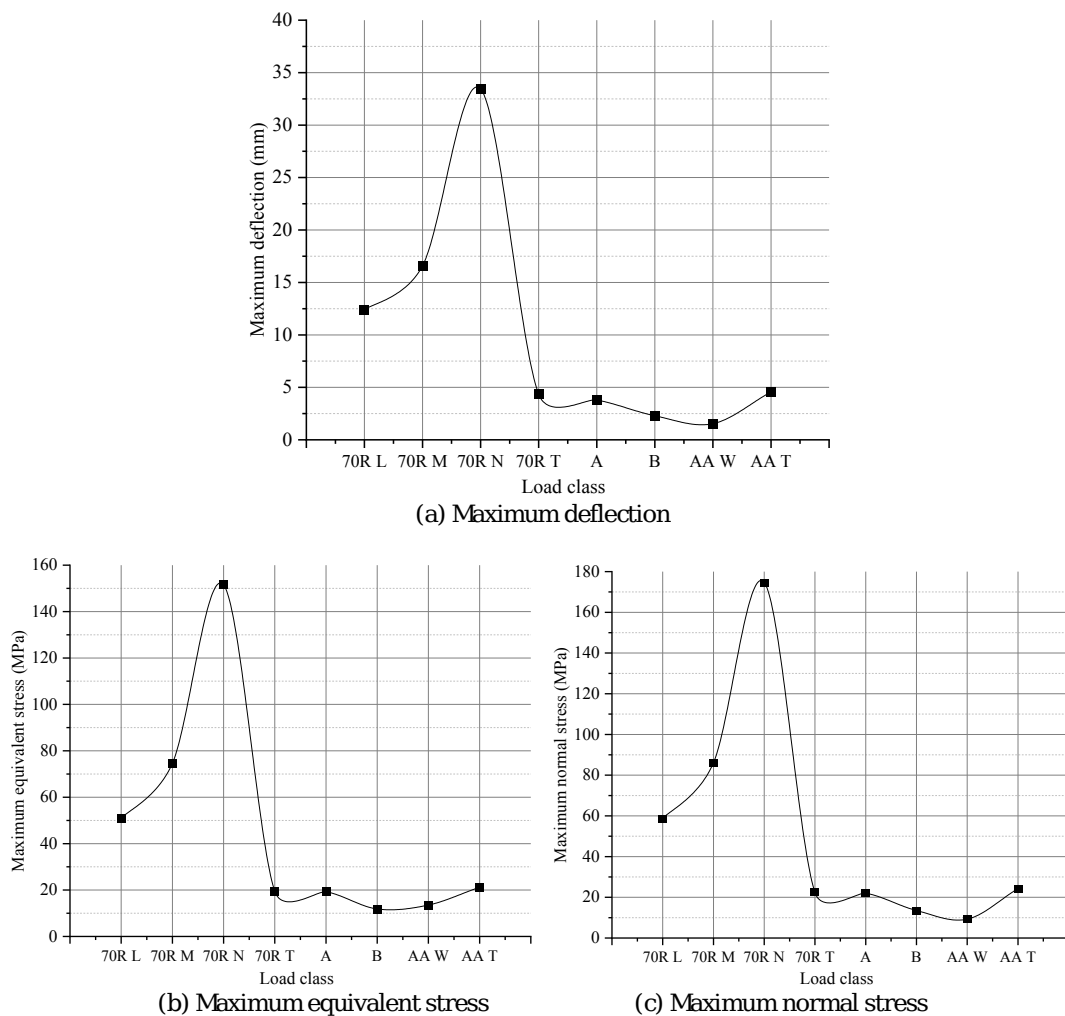 Maximum deflection (mm)
40
35
30
25
20
15
10
5
0
70R L 70R M 70R N 70R T A B AA W AA T
Load class
(a) Maximum deflection
Maximum equivalent stress (MPa)
160
140
120
100
80
60
40
20
0
70R L 70R M 70R N 70R T A B AA W AA T
Load class
(b) Maximum equivalent stress
Maximum normal stress (MPa)
180
160
140
120
100
80
60
40
20
0
70R L 70R M 70R N 70R T A B AA W AA T
Load class
(c) Maximum normal stress